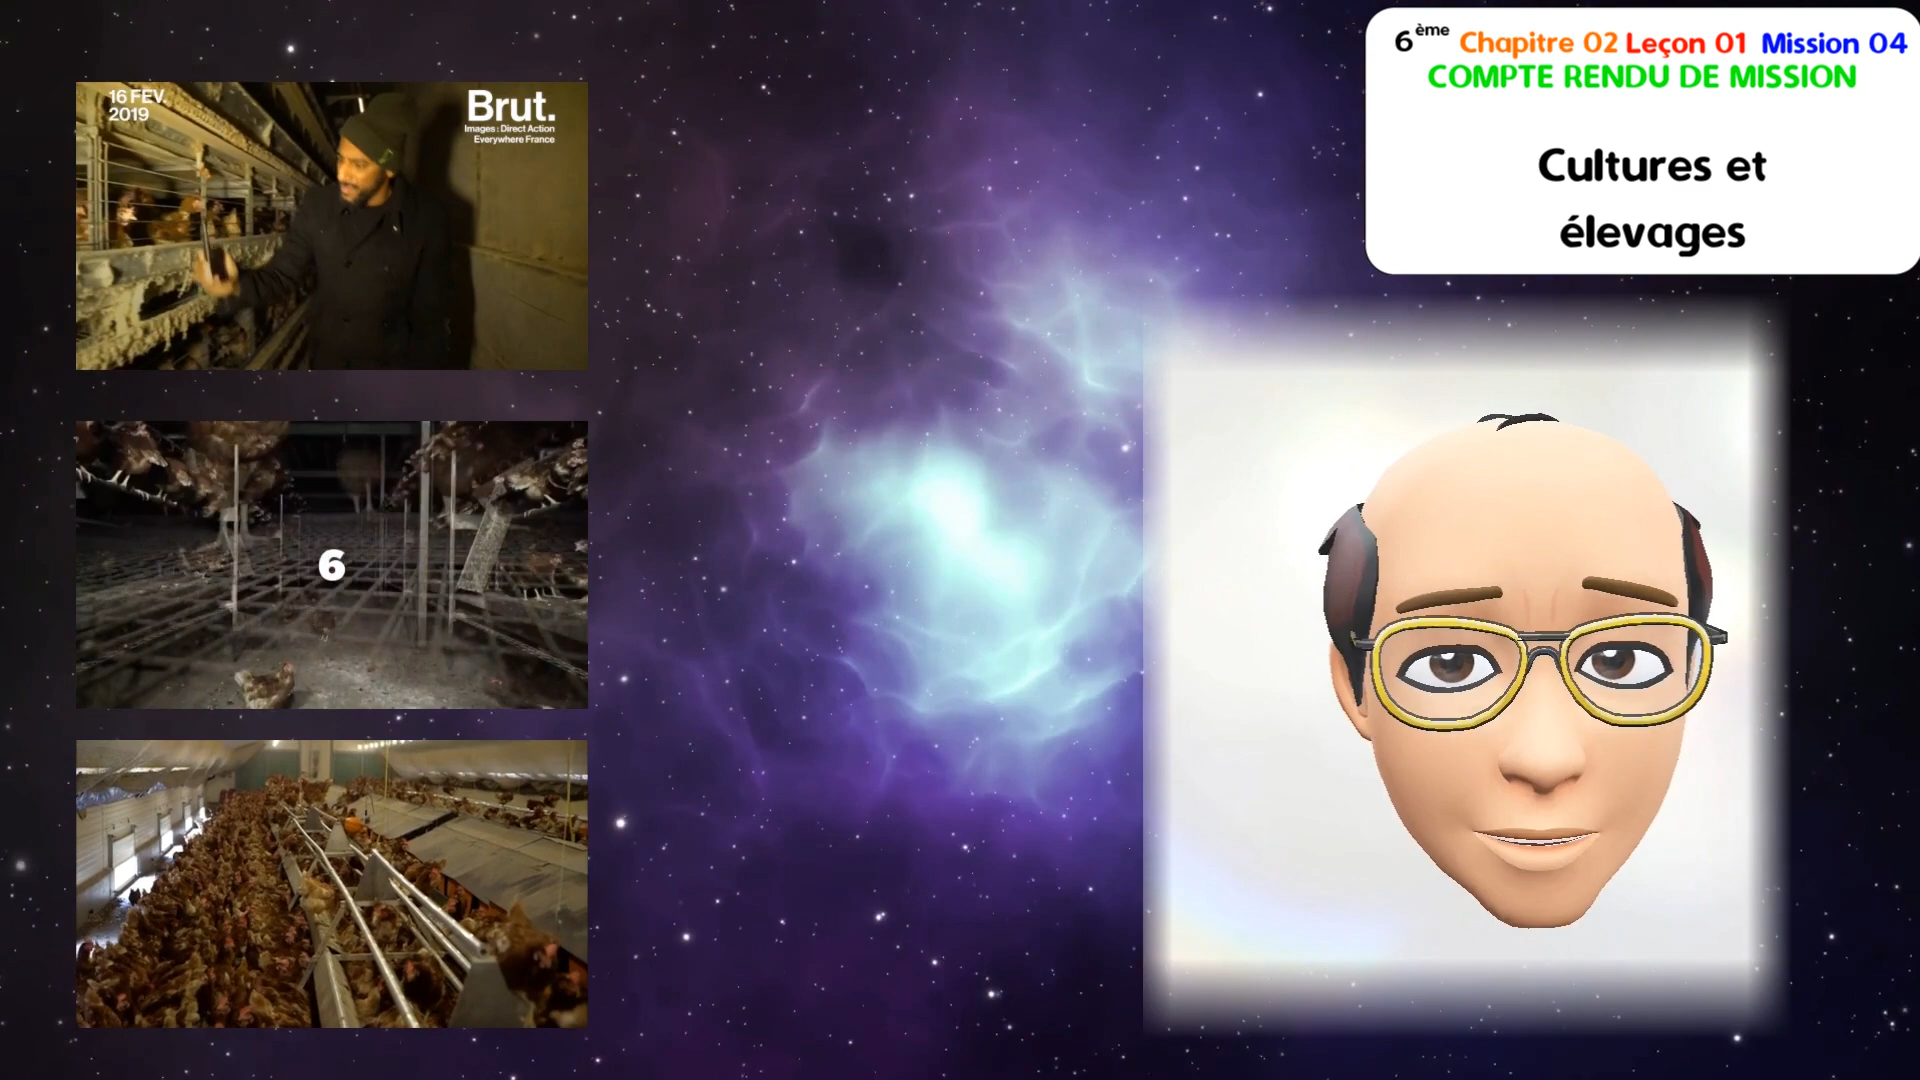 16 FEV.
2019
Brut.
Images : Direct Action
Everywhere France
6
6ème Chapitre 02 Leçon 01 Mission 04
COMPTE RENDU DE MISSION
Cultures et
élevages